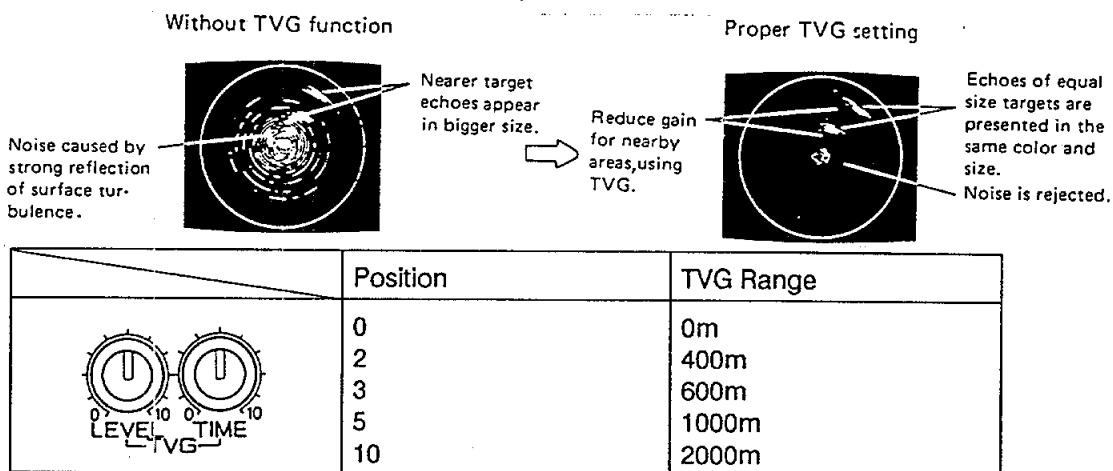 Without TVG function
Nearer target
echoes appear
in bigger size.
Noise caused by
strong reflection
of surface tur-
bulence.
Proper TVG setting
Reduce gain
for nearby
areas,using
TVG.
Echoes of equal
size targets are
presented in the
same color and
size.
Noise is rejected.
Position TVG Range
0 0m
2 400m
3 600m
5 1000m
10 2000m
0 10 0 10
LEVEL TIME
TVG